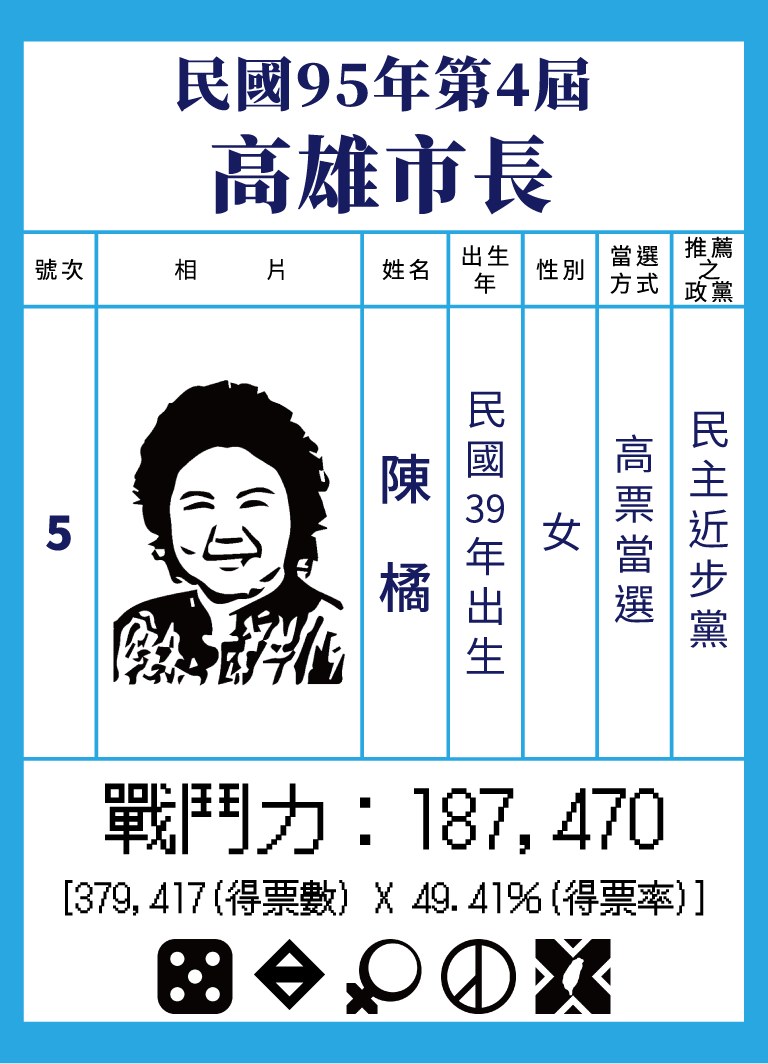 民國95年第4屆
高雄市長
號次
相片
姓名
出生年
性別
當選方式
推薦之政黨
5
陳橘
民國39年出生
女
高票當選
民主近步黨
戰鬥力：187,470
[379,417(得票數) X 49.41%(得票率)]